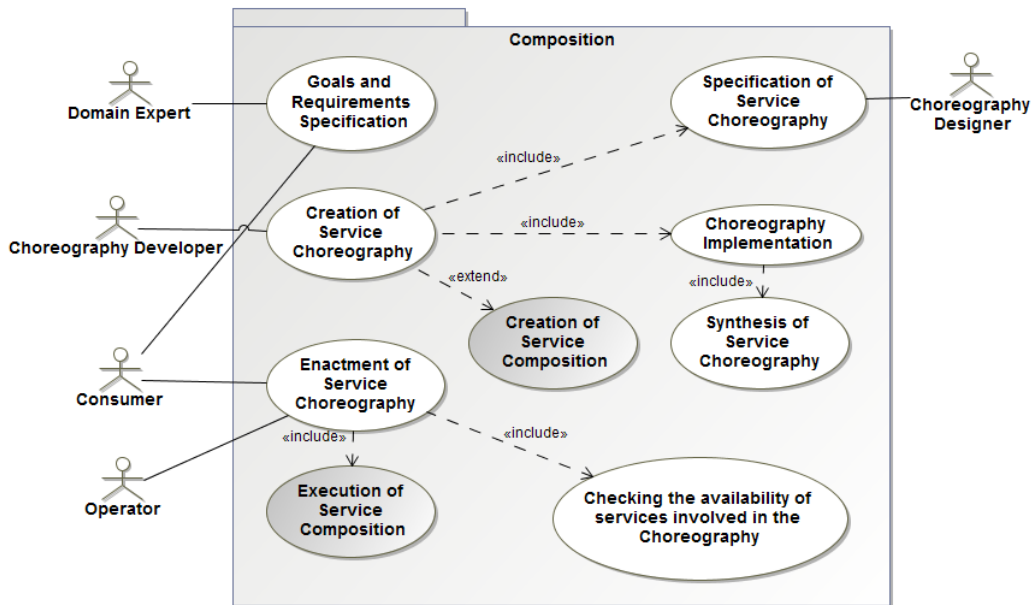 Composition
Domain Expert
Goals and
Requirements
Specification
Specification of
Service
Choreography
Choreography
Designer
«include»
Choreography Developer
Creation of
Service
Choreography
«include»
Choreography
Implementation
«extend»
«include»
Creation of
Service
Composition
Synthesis of
Service
Choreography
Consumer
Enactment of
Service
Choreography
«include»
«include»
Operator
Execution of
Service
Composition
Checking the availability of
services involved in the
Choreography